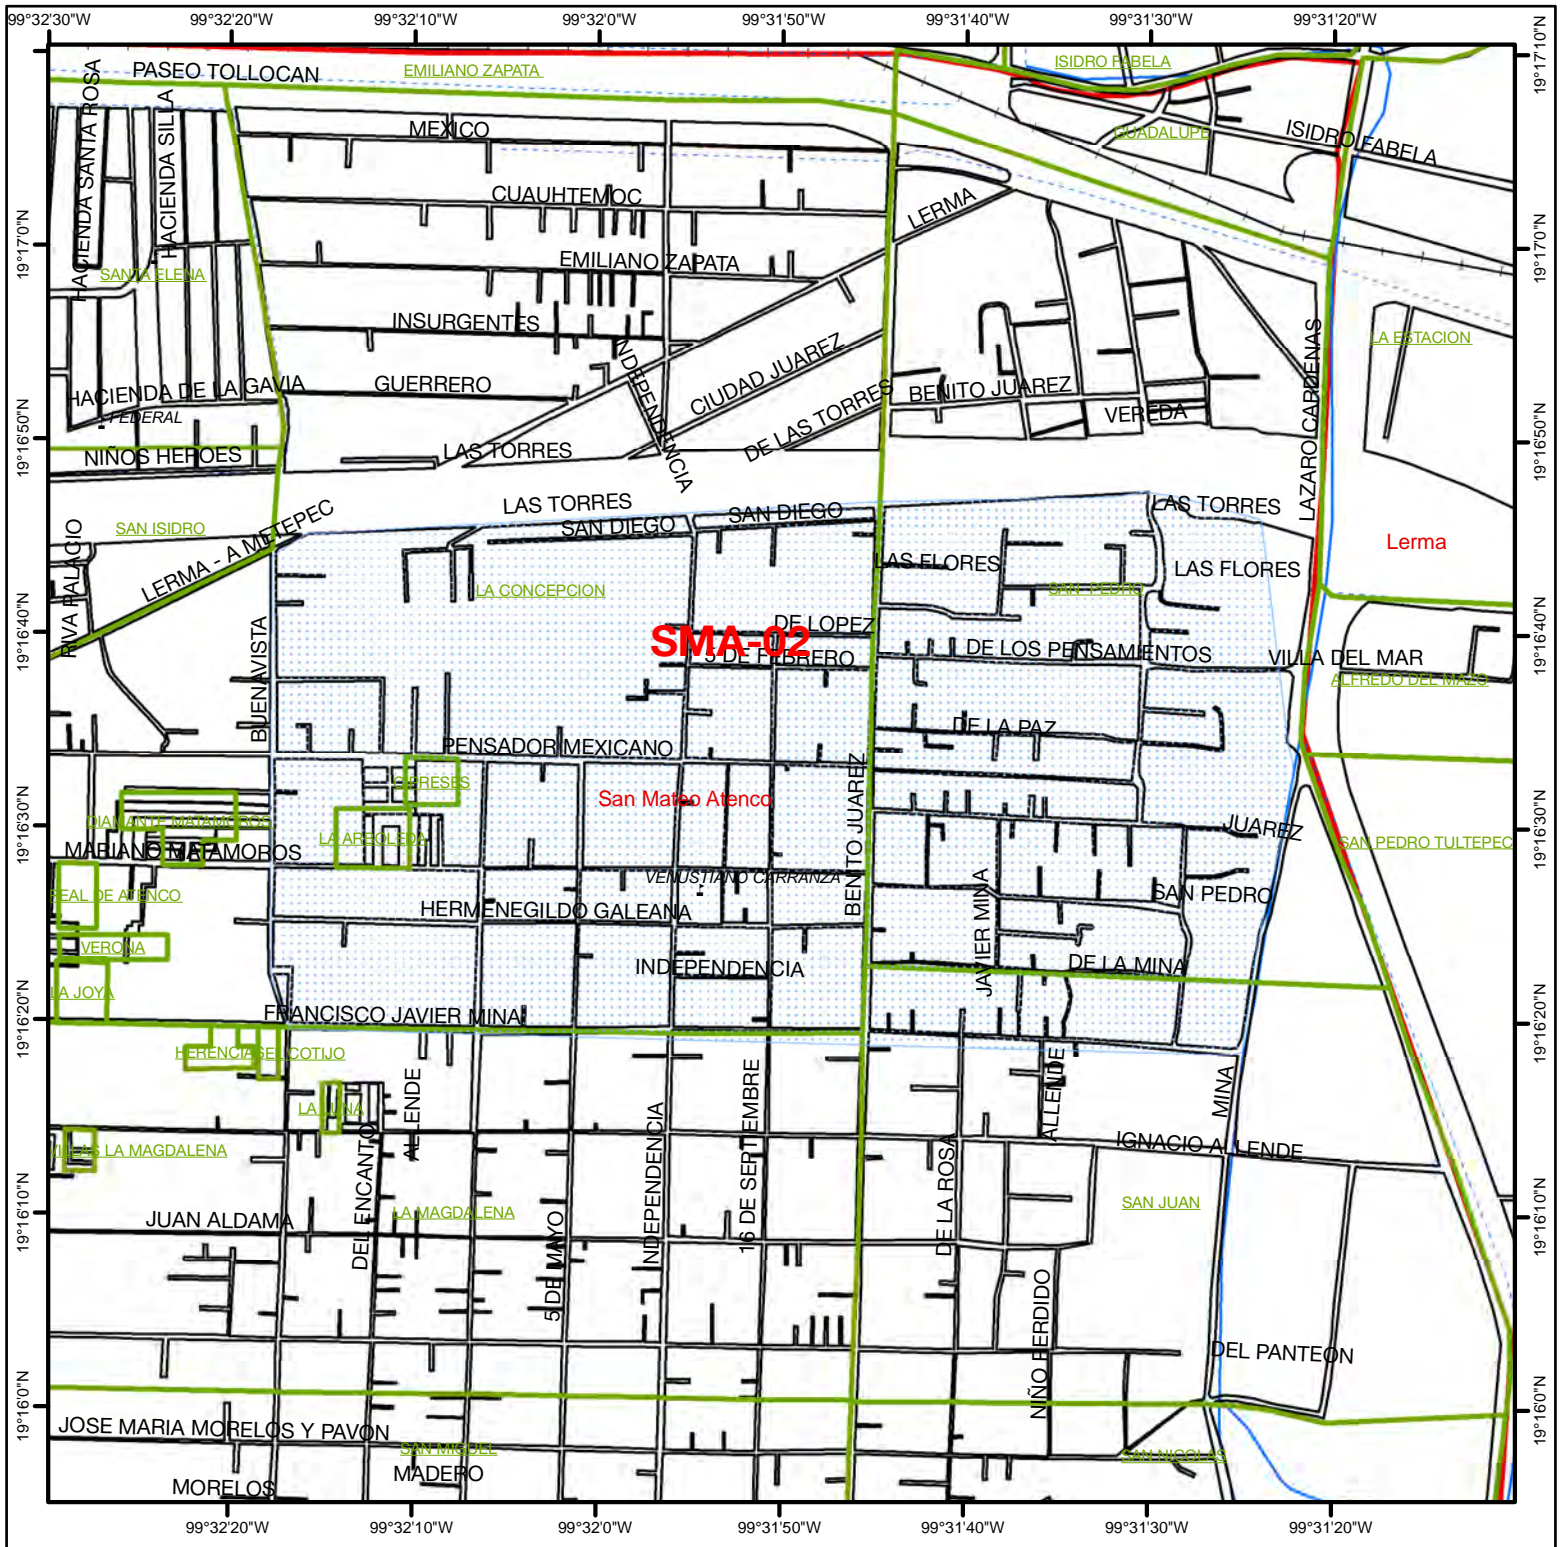 99°32'30"W
99°32'20"W
99°32'10"W
99°32'0"W
99°31'50"W
99°31'40"W
99°31'30"W
99°31'20"W
19°17'10"N
PASEO TOLLOCAN
EMILIANO ZAPATA
ISIDRO FABELA
HACIENDA SANTA ROSA
HACIENDA SILLA
MEXICO
GUADALUPE
ISIDRO FABELA
CUAUHTEMOC
LERMA
19°17'0"N
19°17'0"N
SANTA ELENA
EMILIANO ZAPATA
INSURGENTES
INDEPENDENCIA
CIUDAD JUAREZ
LAZARO CARDENAS
LA ESTACION
HACIENDA DE LA GAVIA
GUERRERO
DE LAS TORRES
BENITO JUAREZ
VEREDA
FEDERAL
19°16'50"N
19°16'50"N
NIÑOS HEROES
LAS TORRES
LAS TORRES
SAN DIEGO
SAN DIEGO
LAS TORRES
SAN ISIDRO
LERMA - A METEPEC
RIVA PALACIO
Lerma
LAS FLORES
LAS FLORES
LA CONCEPCION
SAN PEDRO
19°16'40"N
19°16'40"N
BUENAVISTA
SMA-02
DE LOPEZ
5 DE FEBRERO
DE LOS PENSAMIENTOS
VILLA DEL MAR
ALFREDO DEL MAZO
DE LA PAZ
PENSADOR MEXICANO
CIPRESES
San Mateo Atenco
BENITO JUAREZ
19°16'30"N
19°16'30"N
DIAMANTE MATAMOROS
LA ARBOLEDA
JUAREZ
SAN PEDRO TULTEPEC
MARIANO MATAMOROS
VENUSTIANO CARRANZA
REAL DE ATENCO
JAVIER MINA
SAN PEDRO
HERMENEGILDO GALEANA
VERONA
INDEPENDENCIA
DE LA MINA
LA JOYA
19°16'20"N
19°16'20"N
FRANCISCO JAVIER MINA
HERENCIA
SEL COTIJO
ALLENDE
INDEPENDENCIA
16 DE SEPTIEMBRE
ALLENDE
MINA
LA LUNA
DEL ENCANTO
DE LA ROSA
IGNACIO ALLENDE
VILLAS LA MAGDALENA
LA MAGDALENA
SAN JUAN
19°16'10"N
19°16'10"N
JUAN ALDAMA
5 DE MAYO
NIÑO PERDIDO
DEL PANTEON
19°16'0"N
19°16'0"N
JOSE MARIA MORELOS Y PAVON
SAN MIGUEL
SAN NICOLAS
MADERO
MORELOS
99°32'20"W
99°32'10"W
99°32'0"W
99°31'50"W
99°31'40"W
99°31'30"W
99°31'20"W